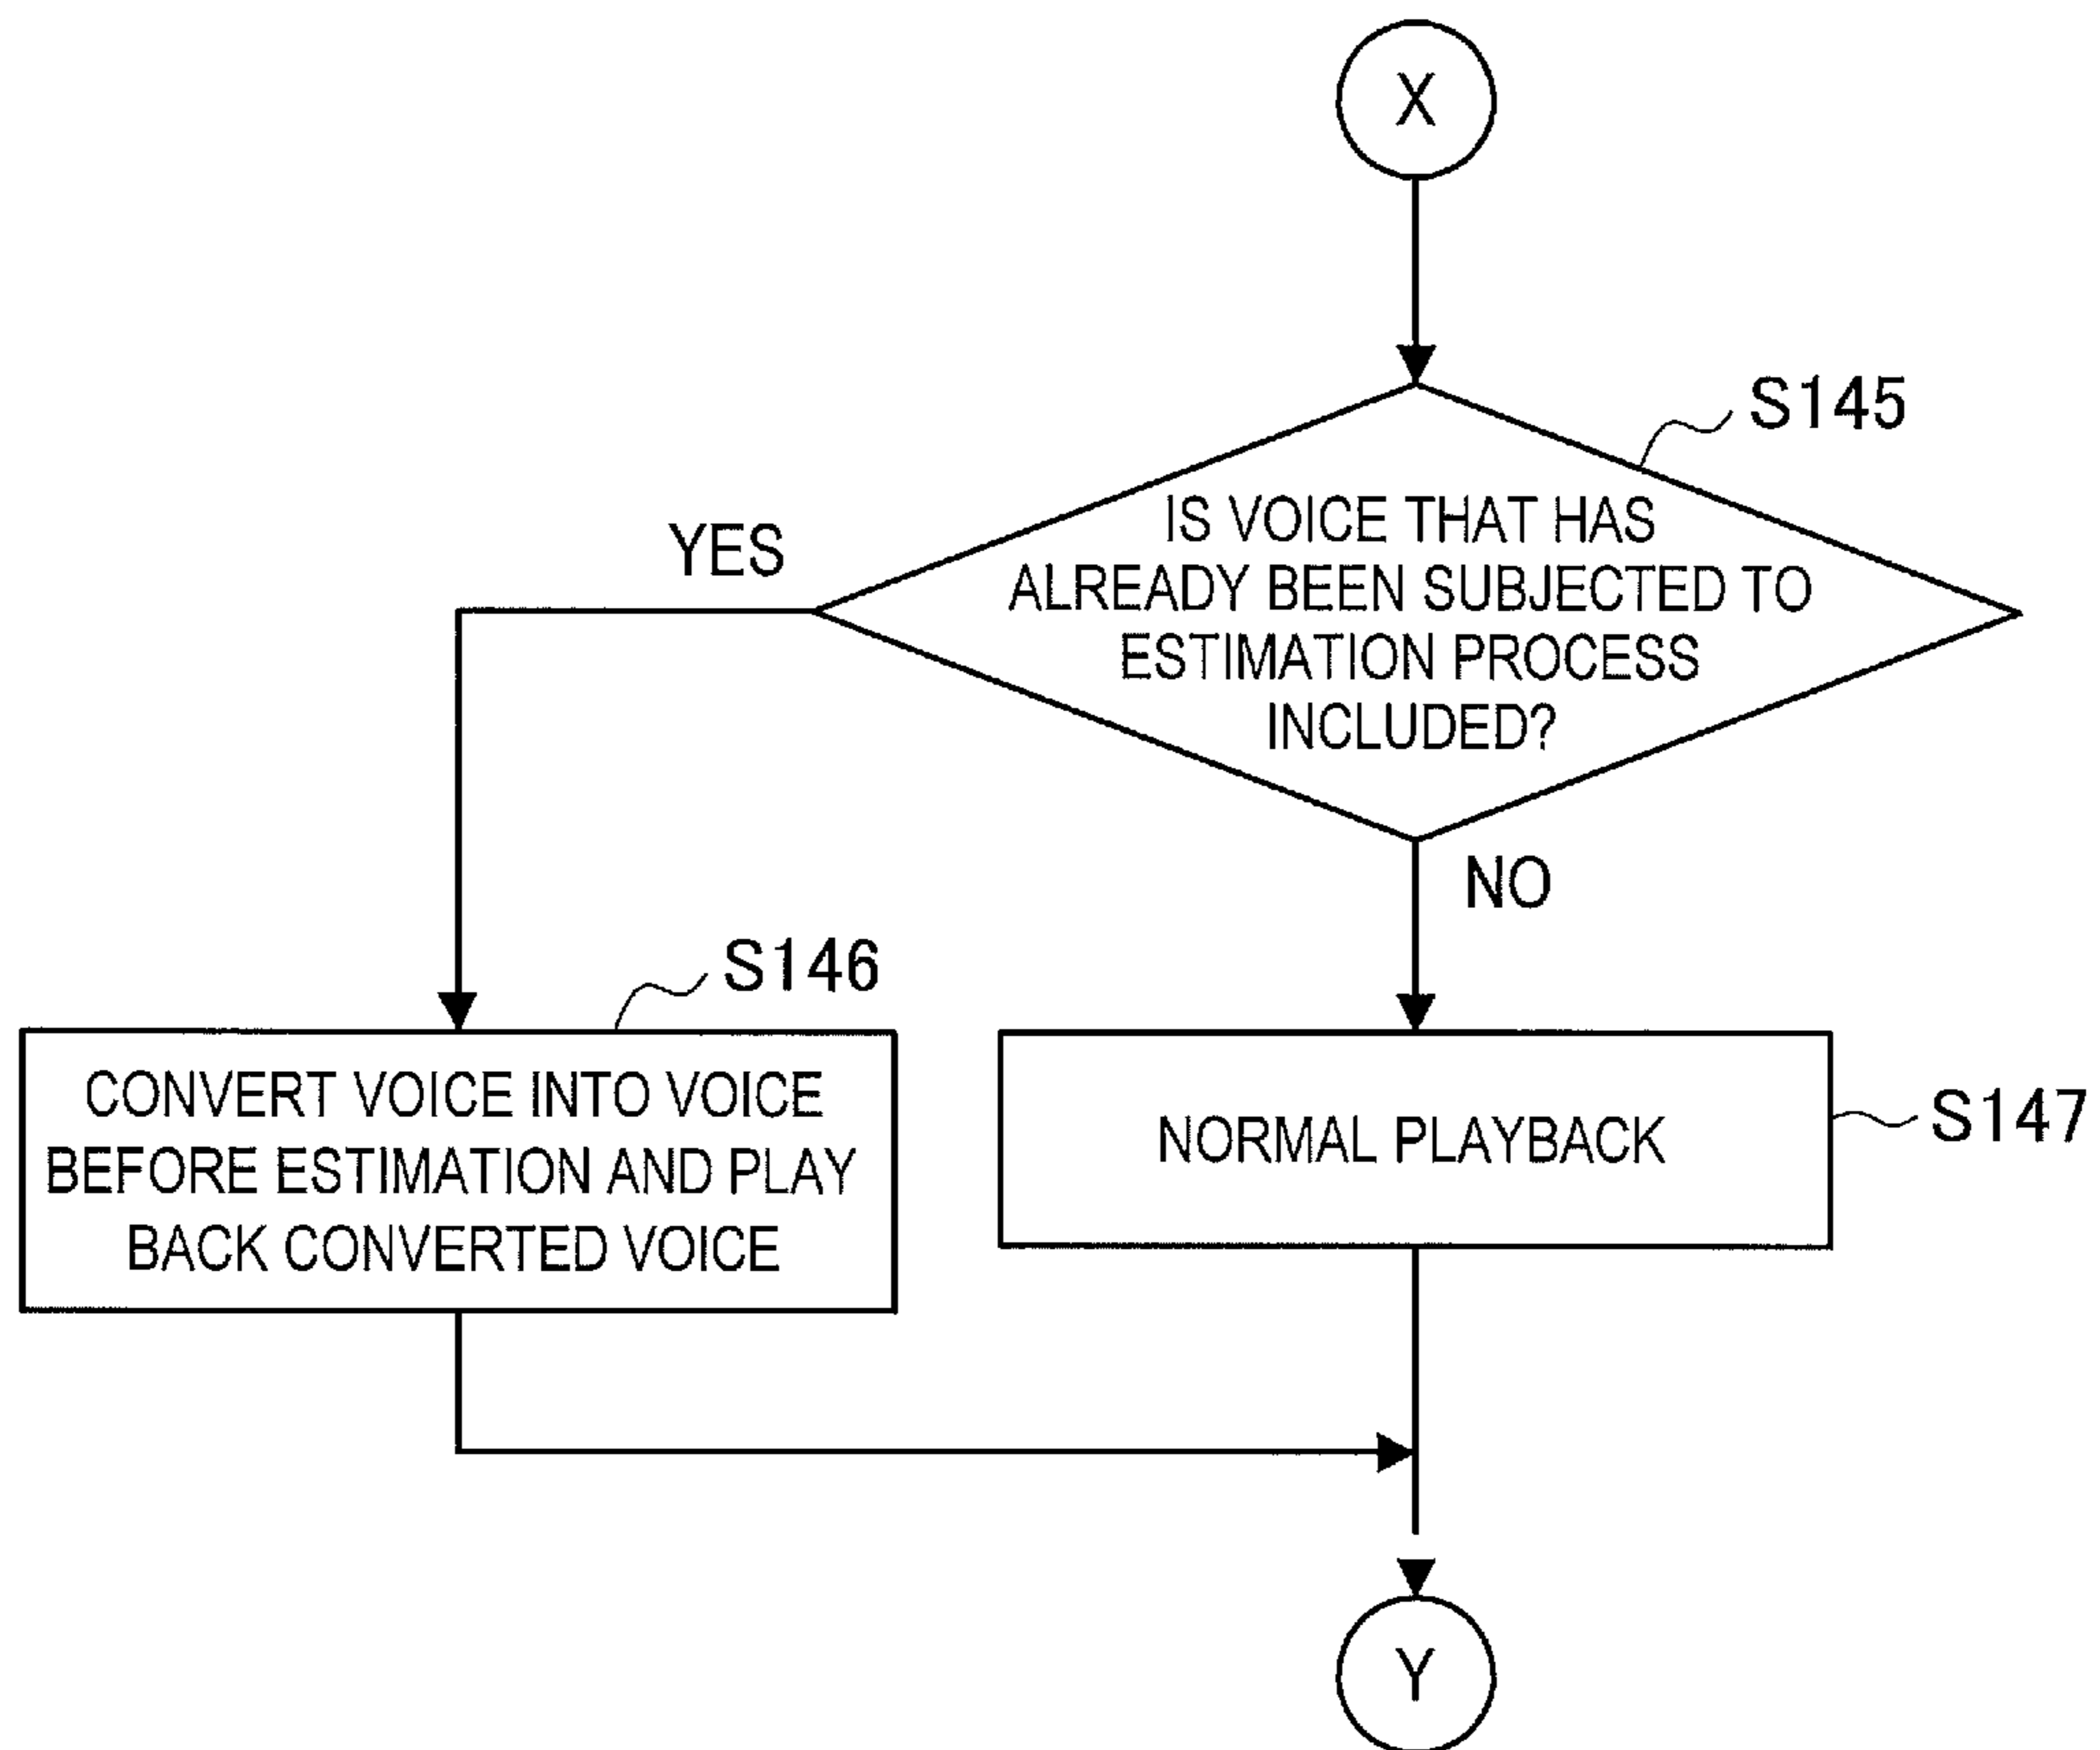 X
S145
IS VOICE THAT HAS
ALREADY BEEN SUBJECTED TO
ESTIMATION PROCESS
INCLUDED?
YES
NO
S146
CONVERT VOICE INTO VOICE
BEFORE ESTIMATION AND PLAY
BACK CONVERTED VOICE
NORMAL PLAYBACK
S147
Y